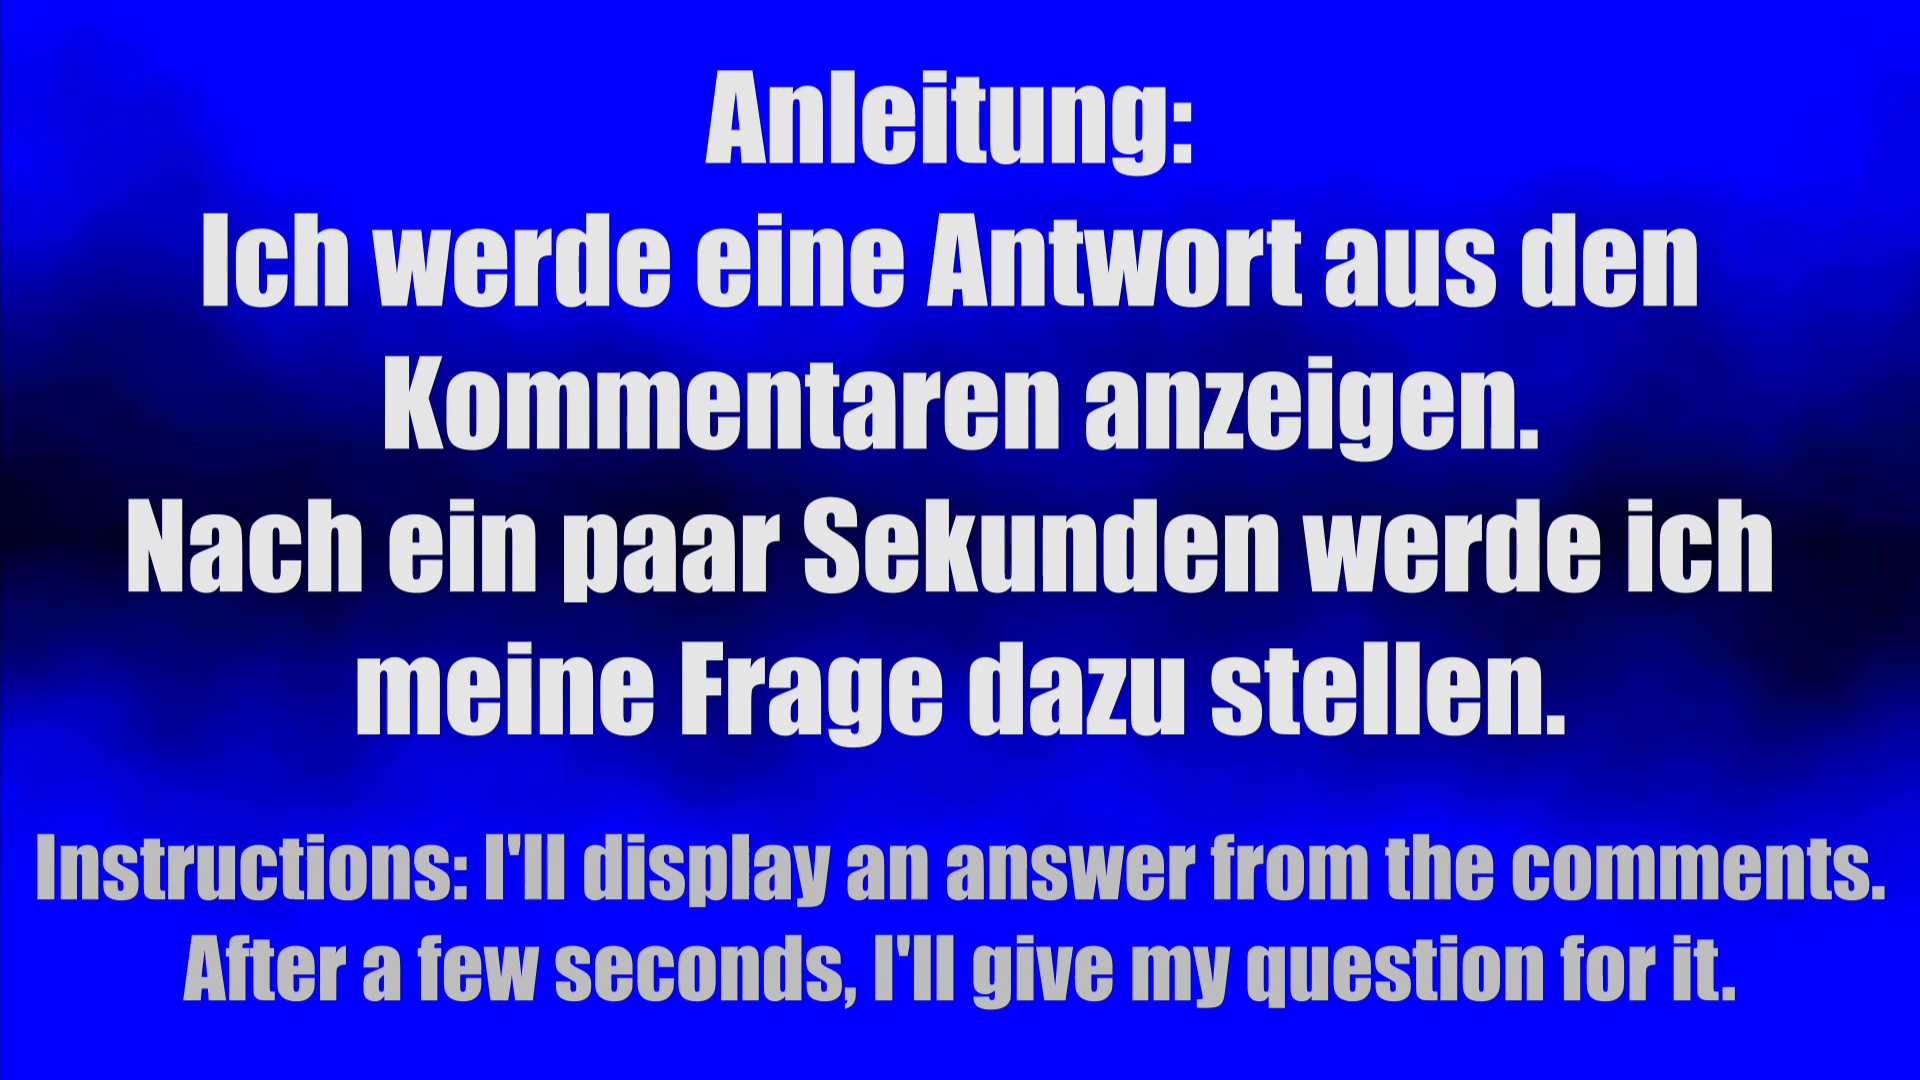 Anleitung:
Ich werde eine Antwort aus den
Kommentaren anzeigen.
Nach ein paar Sekunden werde ich
meine Frage dazu stellen.
Instructions: I'll display an answer from the comments.
After a few seconds, I'll give my question for it.